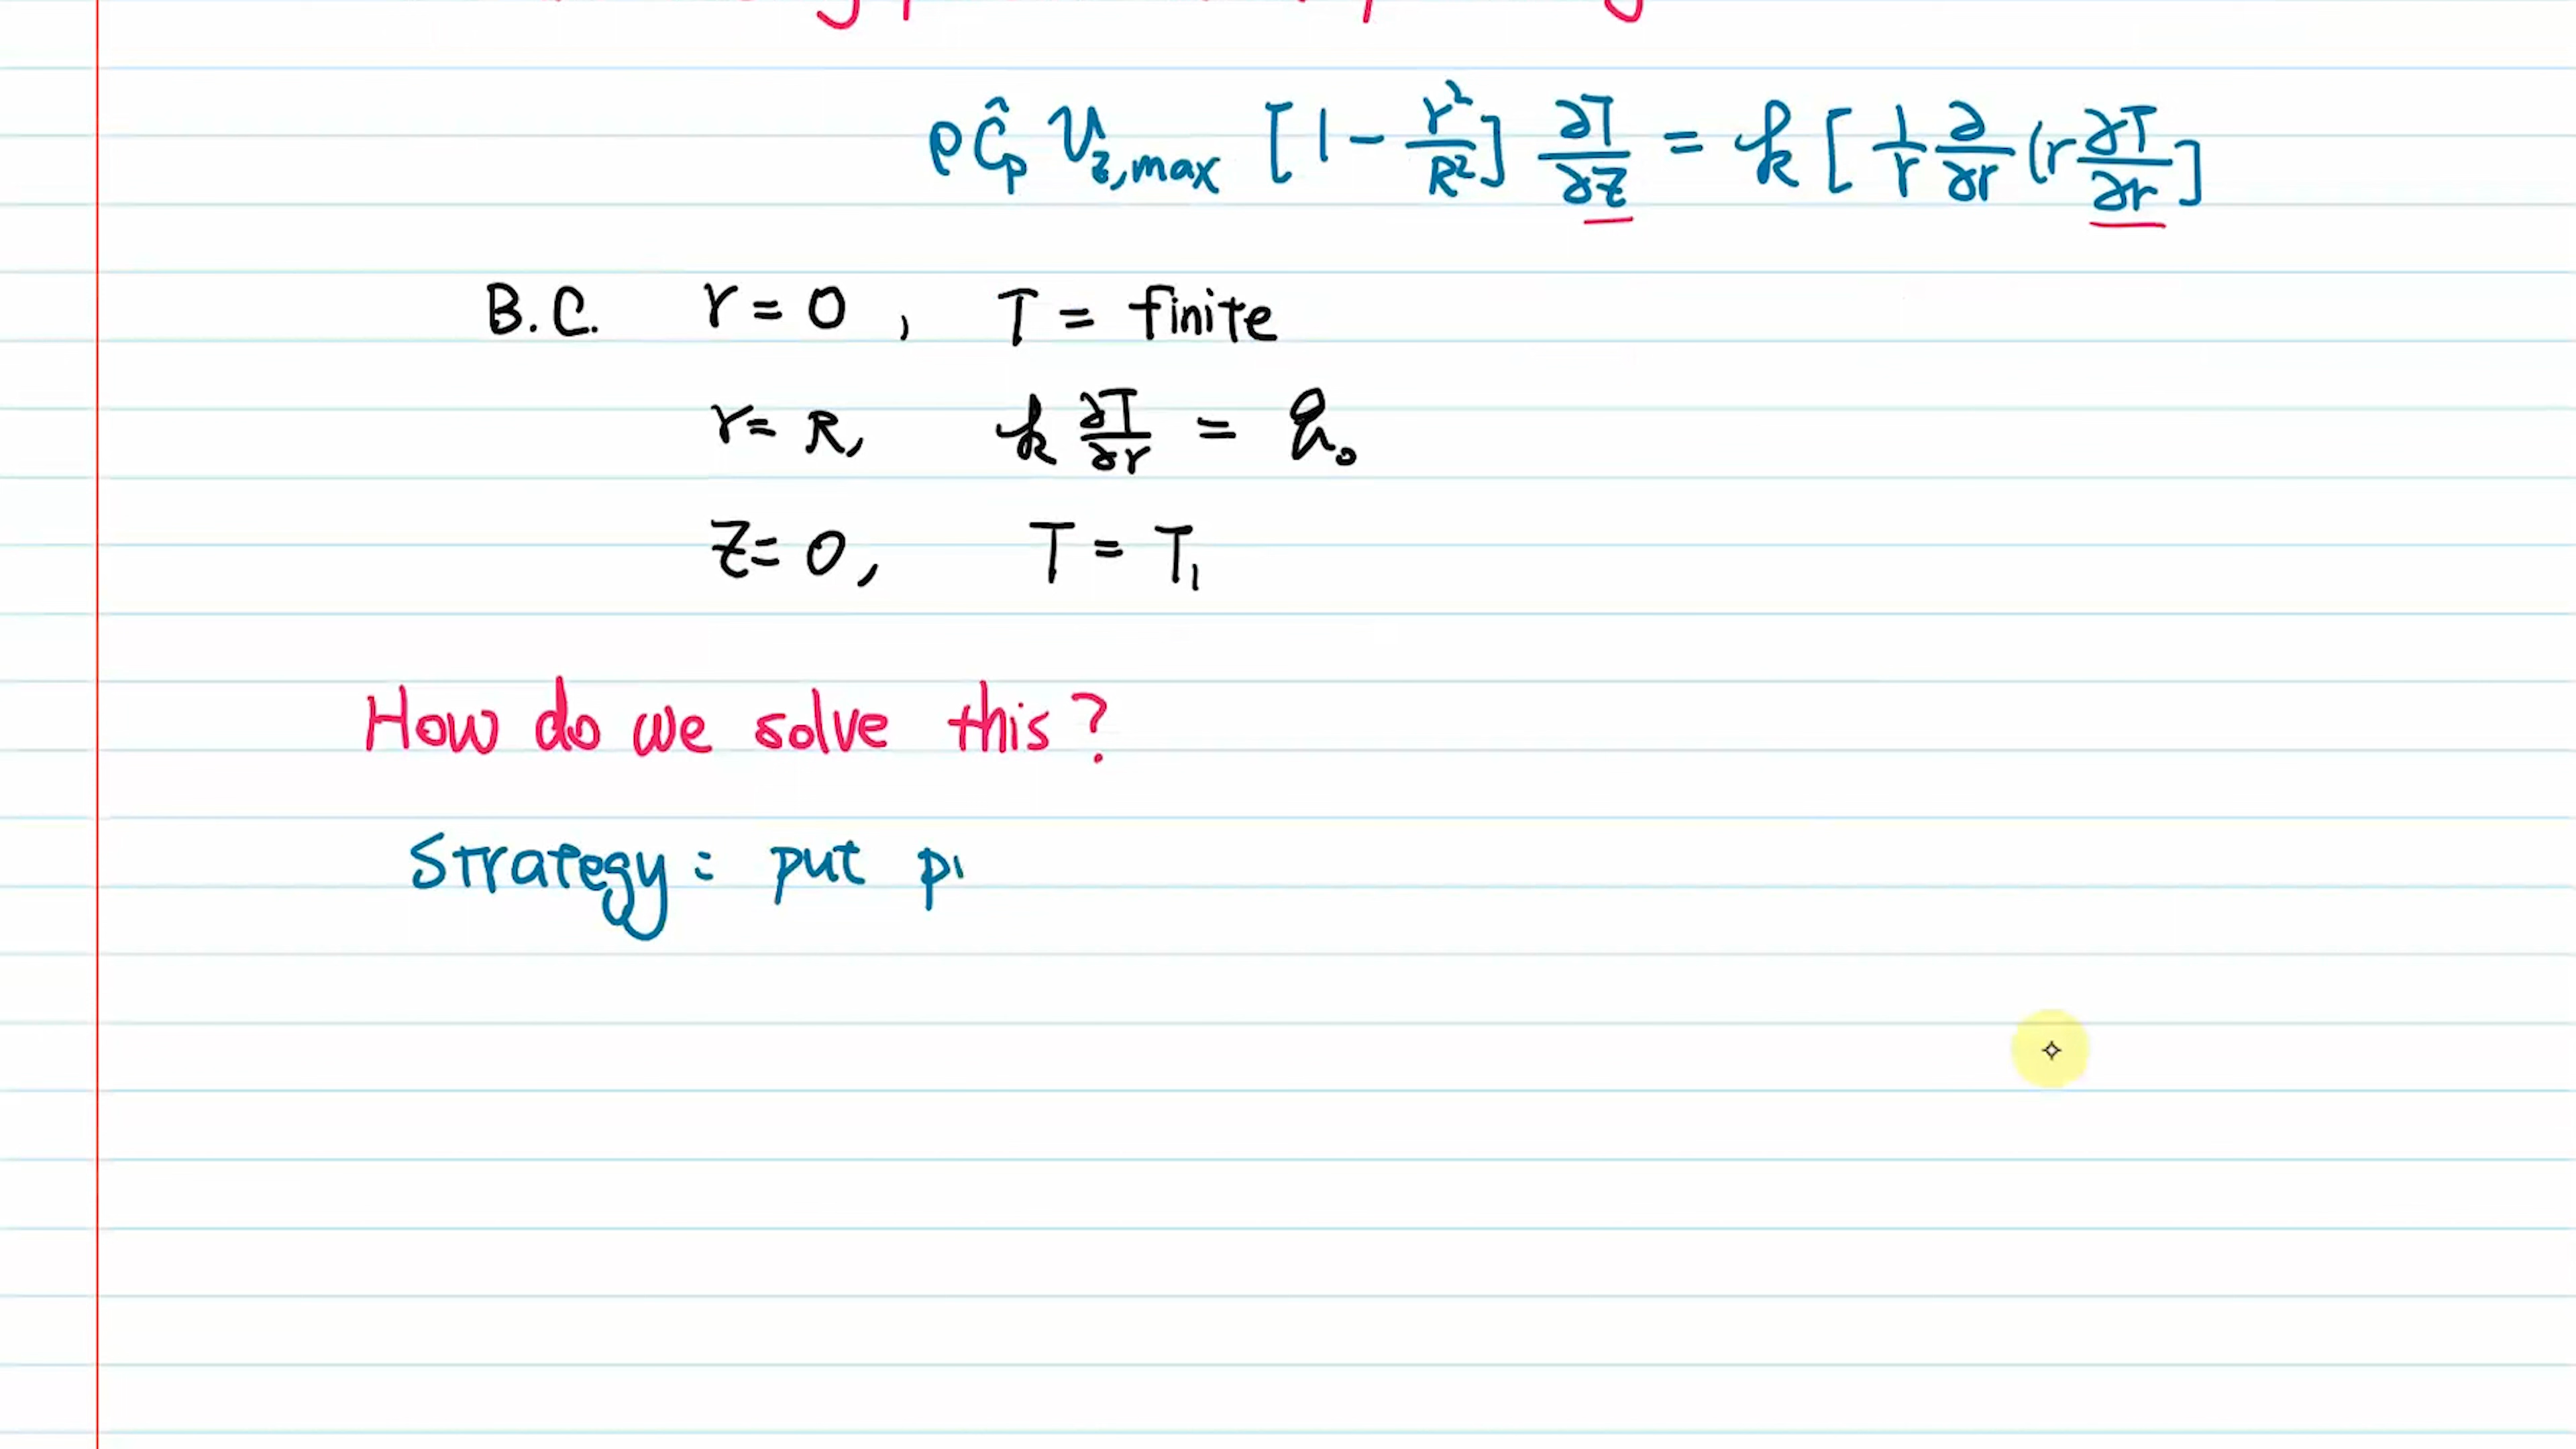 ρĈp Vz,max [1 - r²/R²] ∂T/∂z = k [1/r ∂/∂r (r ∂T/∂r]
B.C. r = 0, T = finite
r = R, k ∂T/∂r = q₀
z = 0, T = T₁
How do we solve this?
Strategy: put